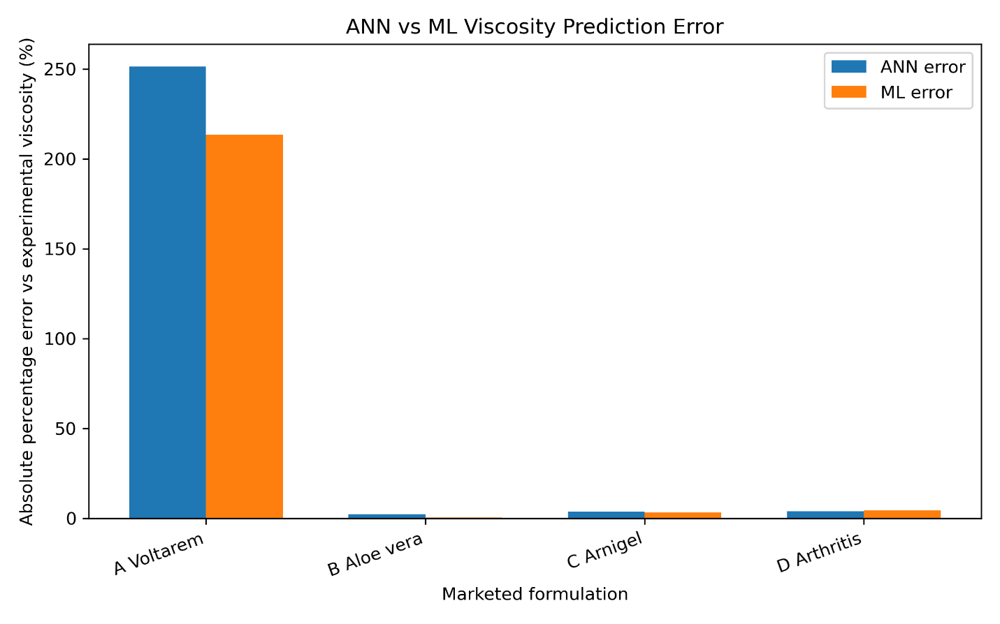 ANN vs ML Viscosity Prediction Error
Absolute percentage error vs experimental viscosity (%)
250
200
150
100
50
0
ANN error
ML error
A Voltarem
B Aloe vera
C Arnigel
D Arthritis
Marketed formulation